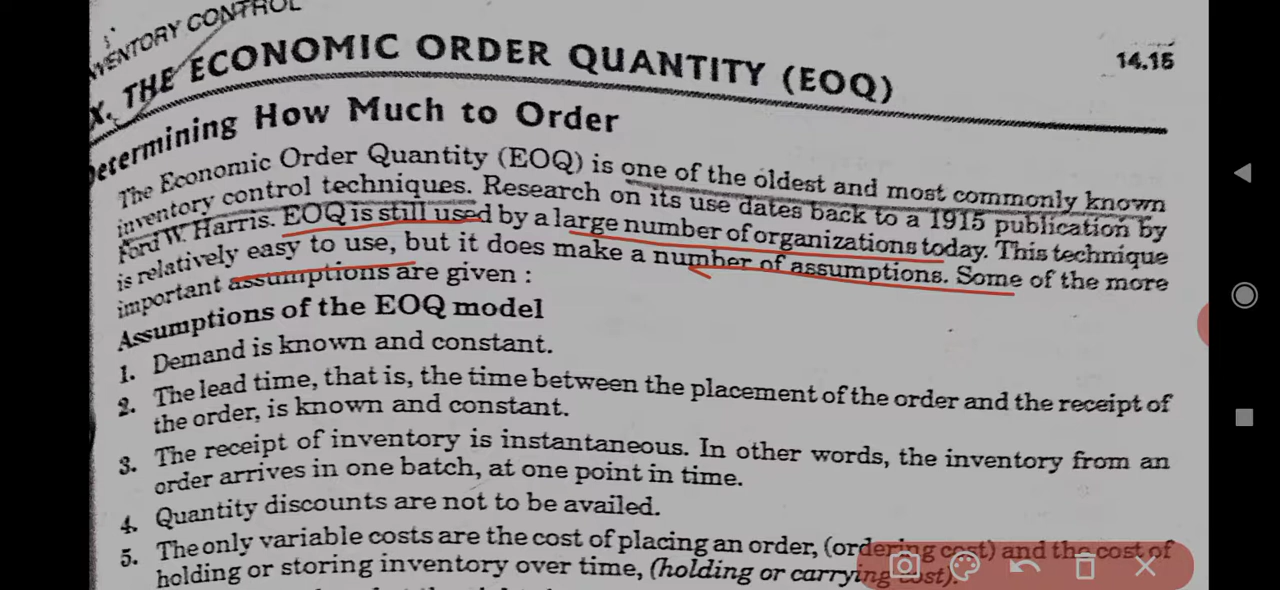 INVENTORY CONTROL
14.15
X. THE ECONOMIC ORDER QUANTITY (EOQ)
Determining How Much to Order
The Economic Order Quantity (EOQ) is one of the oldest and most commonly known
inventory control techniques. Research on its use dates back to a 1915 publication by
Ford W. Harris. EOQ is still used by a large number of organizations today. This technique
is relatively easy to use, but it does make a number of assumptions. Some of the more
important assumptions are given :
Assumptions of the EOQ model
1. Demand is known and constant.
2. The lead time, that is, the time between the placement of the order and the receipt of
the order, is known and constant.
3. The receipt of inventory is instantaneous. In other words, the inventory from an
order arrives in one batch, at one point in time.
4. Quantity discounts are not to be availed.
5. The only variable costs are the cost of placing an order, (ordering cost) and the cost of
holding or storing inventory over time, (holding or carrying cost).